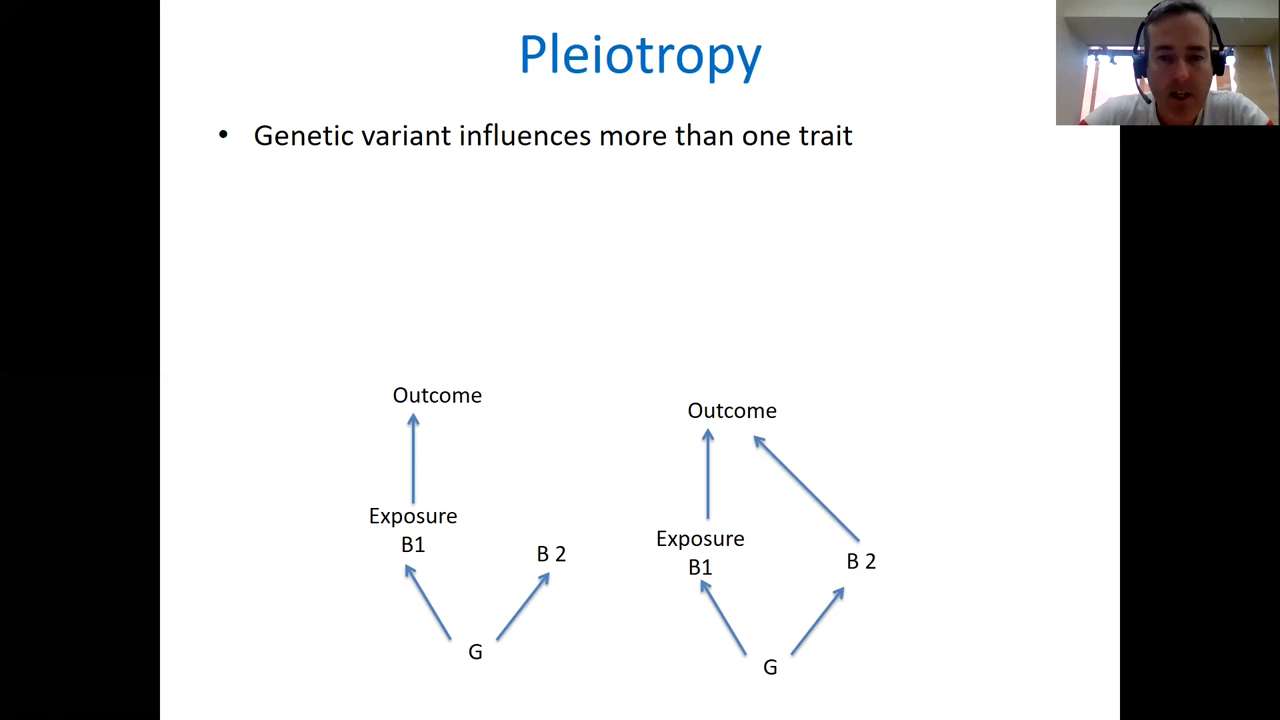 Pleiotropy
• Genetic variant influences more than one trait
Outcome
Exposure
B1
B 2
G
Outcome
Exposure
B1
B 2
G